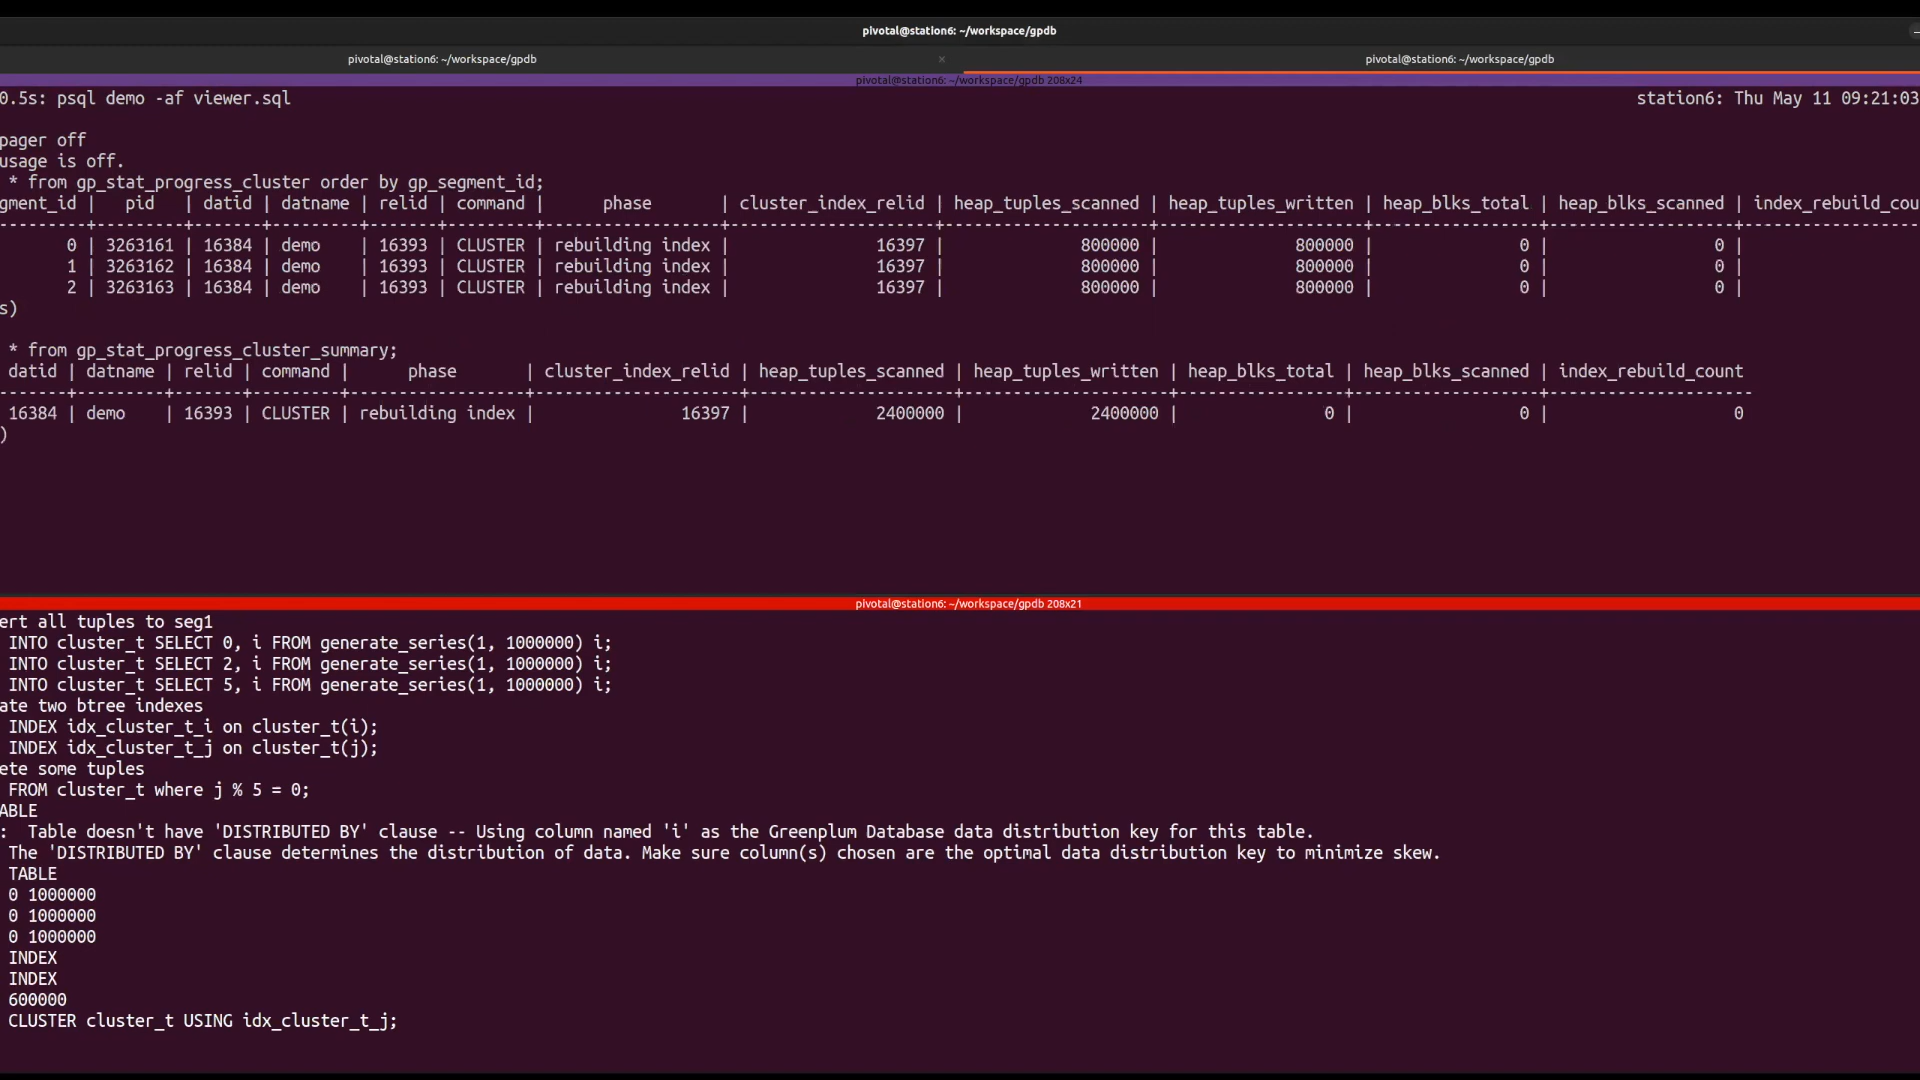 pivotal@station6: ~/workspace/gpdb
pivotal@station6: ~/workspace/gpdb × pivotal@station6: ~/workspace/gpdb
pivotal@station6: ~/workspace/gpdb 208x24
0.5s: psql demo -af viewer.sql station6: Thu May 11 09:21:03
pager off
usage is off.
* from gp_stat_progress_cluster order by gp_segment_id;
gment_id | pid | datid | datname | relid | command | phase | cluster_index_relid | heap_tuples_scanned | heap_tuples_written | heap_blks_total | heap_blks_scanned | index_rebuild_cou
0 | 3263161 | 16384 | demo | 16393 | CLUSTER | rebuilding index | 16397 | 800000 | 800000 | 0 | 0 |
1 | 3263162 | 16384 | demo | 16393 | CLUSTER | rebuilding index | 16397 | 800000 | 800000 | 0 | 0 |
2 | 3263163 | 16384 | demo | 16393 | CLUSTER | rebuilding index | 16397 | 800000 | 800000 | 0 | 0 |
s)
* from gp_stat_progress_cluster_summary;
datid | datname | relid | command | phase | cluster_index_relid | heap_tuples_scanned | heap_tuples_written | heap_blks_total | heap_blks_scanned | index_rebuild_count
16384 | demo | 16393 | CLUSTER | rebuilding index | 16397 | 2400000 | 2400000 | 0 | 0 | 0
)
pivotal@station6: ~/workspace/gpdb 208x21
ert all tuples to seg1
INTO cluster_t SELECT 0, i FROM generate_series(1, 1000000) i;
INTO cluster_t SELECT 2, i FROM generate_series(1, 1000000) i;
INTO cluster_t SELECT 5, i FROM generate_series(1, 1000000) i;
ate two btree indexes
INDEX idx_cluster_t_i on cluster_t(i);
INDEX idx_cluster_t_j on cluster_t(j);
ete some tuples
FROM cluster_t where j % 5 = 0;
ABLE
:  Table doesn't have 'DISTRIBUTED BY' clause -- Using column named 'i' as the Greenplum Database data distribution key for this table.
The 'DISTRIBUTED BY' clause determines the distribution of data. Make sure column(s) chosen are the optimal data distribution key to minimize skew.
TABLE
0 1000000
0 1000000
0 1000000
INDEX
INDEX
600000
CLUSTER cluster_t USING idx_cluster_t_j;